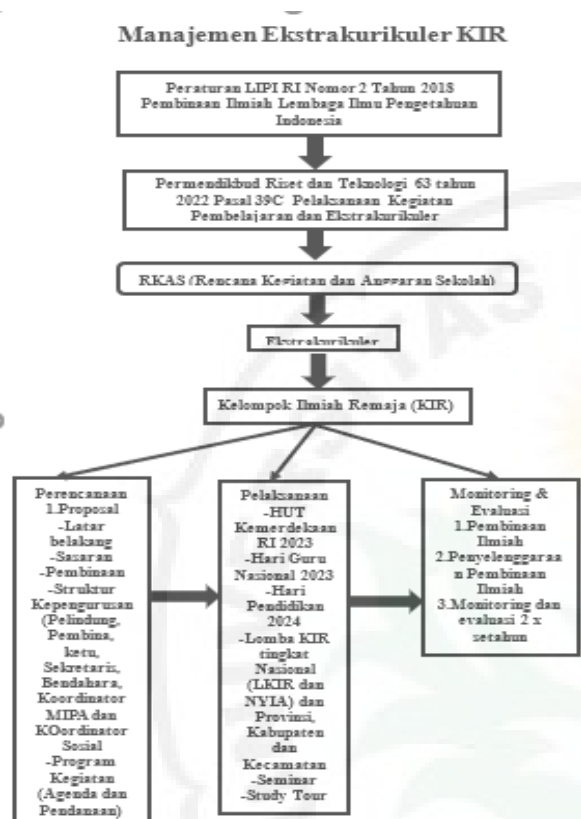 Manajemen Ekstrakurikuler KIR
Peraturan LIPI RI Nomor 2 Tahun 2018
Pembinaan Ilmiah Lembaga Ilmu Pengetahuan
Indonesia
Permendikbud Riset dan Teknologi 63 tahun
2022 Pasal 39C Pelaksanaan Kegiatan
Pembelajaran dan Ekstrakurikuler
RKAS (Rencana Kegiatan dan Anggaran Sekolah)
Ekstrakurikuler
Kelompok Ilmiah Remaja (KIR)
Perencanaan
1.Proposal
-Latar
belakang
-Sasaran
-Pembinaan
-Struktur
Kepengurusan
(Pelindung,
Pembina,
ketu,
Sekretaris,
Bendahara,
Koordinator
MIPA dan
KOordinator
Sosial
-Program
Kegiatan
(Agenda dan
Pendanaan)
Pelaksanaan
-HUT
Kemerdekaan
RI 2023
-Hari Guru
Nasional 2023
-Hari
Pendidikan
2024
-Lomba KIR
tingkat
Nasional
(LKIR dan
NYIA) dan
Provinsi,
Kabupaten
dan
Kecamatan
-Seminar
-Study Tour
Monitoring &
Evaluasi
1.Pembinaan
Ilmiah
2.Penyelenggaraa
n Pembinaan
Ilmiah
3.Monitoring dan
evaluasi 2 x
setahun